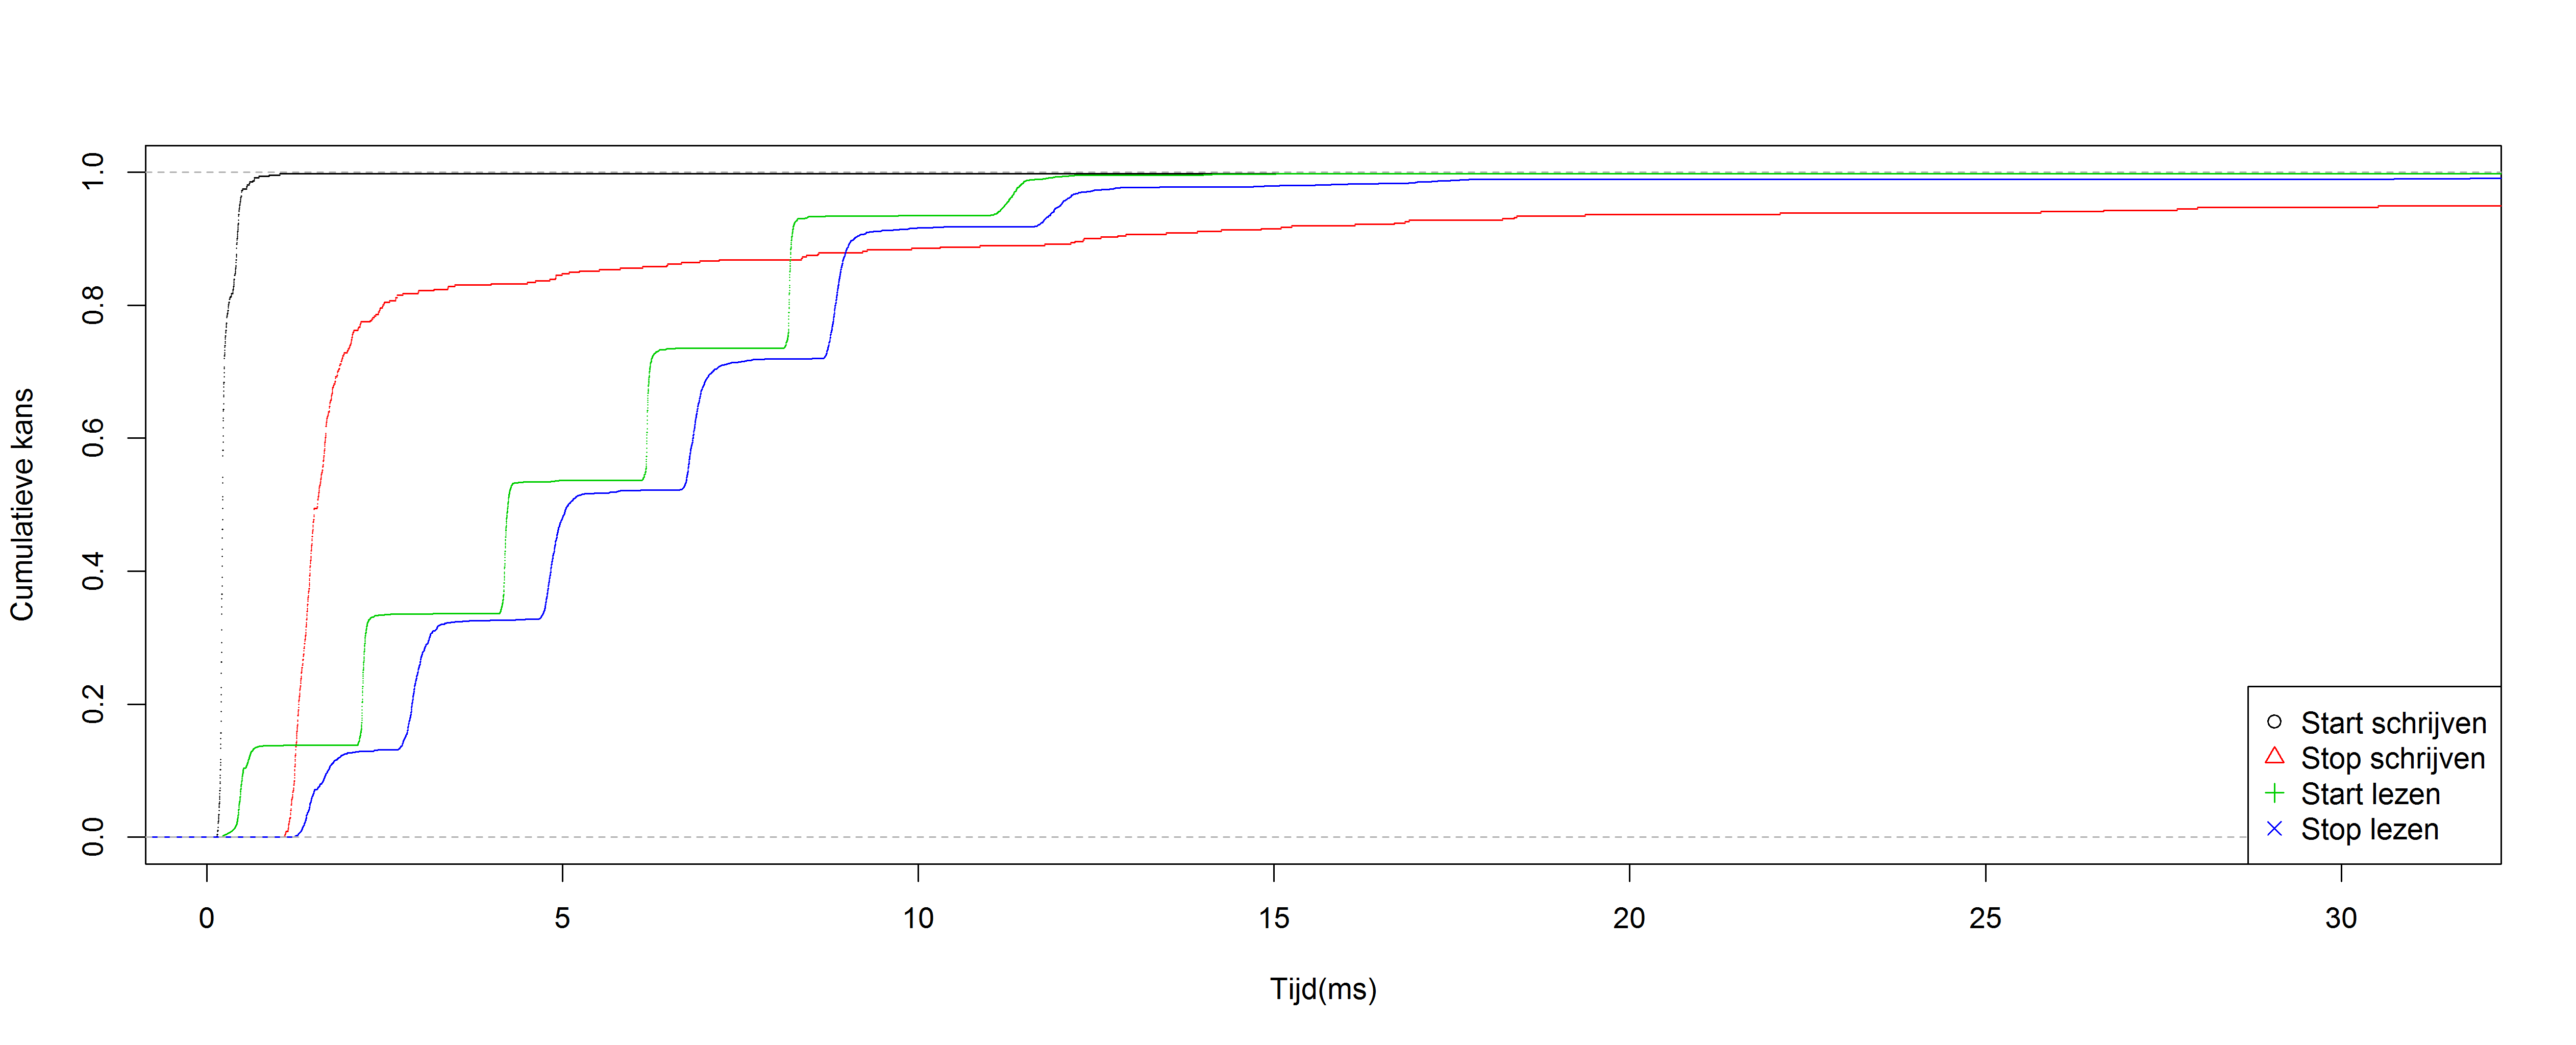 Cumulatieve kans
1.0
0.8
0.6
0.4
0.2
0.0
0 5 10 15 20 25 30
Tijd(ms)
Start schrijven
Stop schrijven
Start lezen
Stop lezen